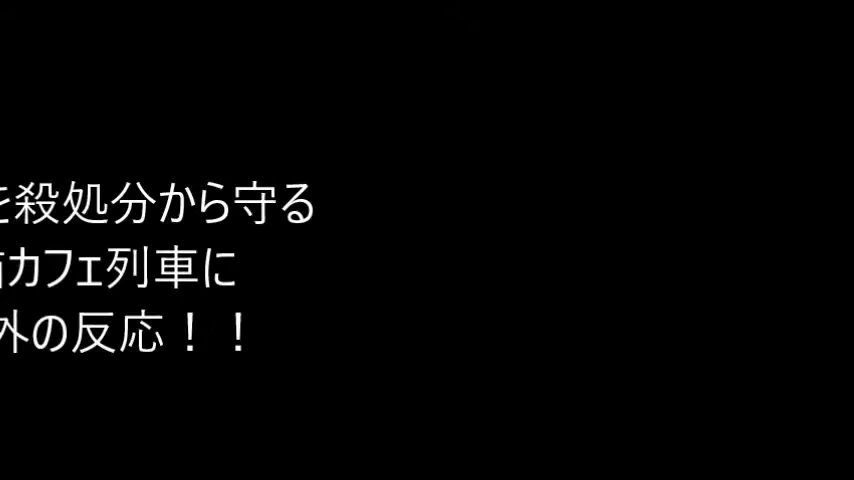 を殺処分から守る
カフェ列車に
外の反応！！